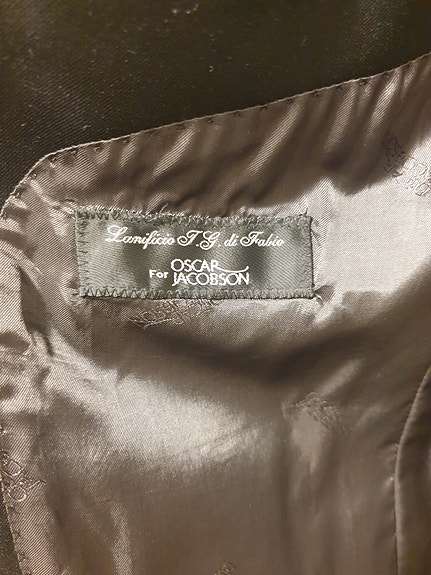 Lanificio T.G. di Fabio
For OSCAR JACOBSON